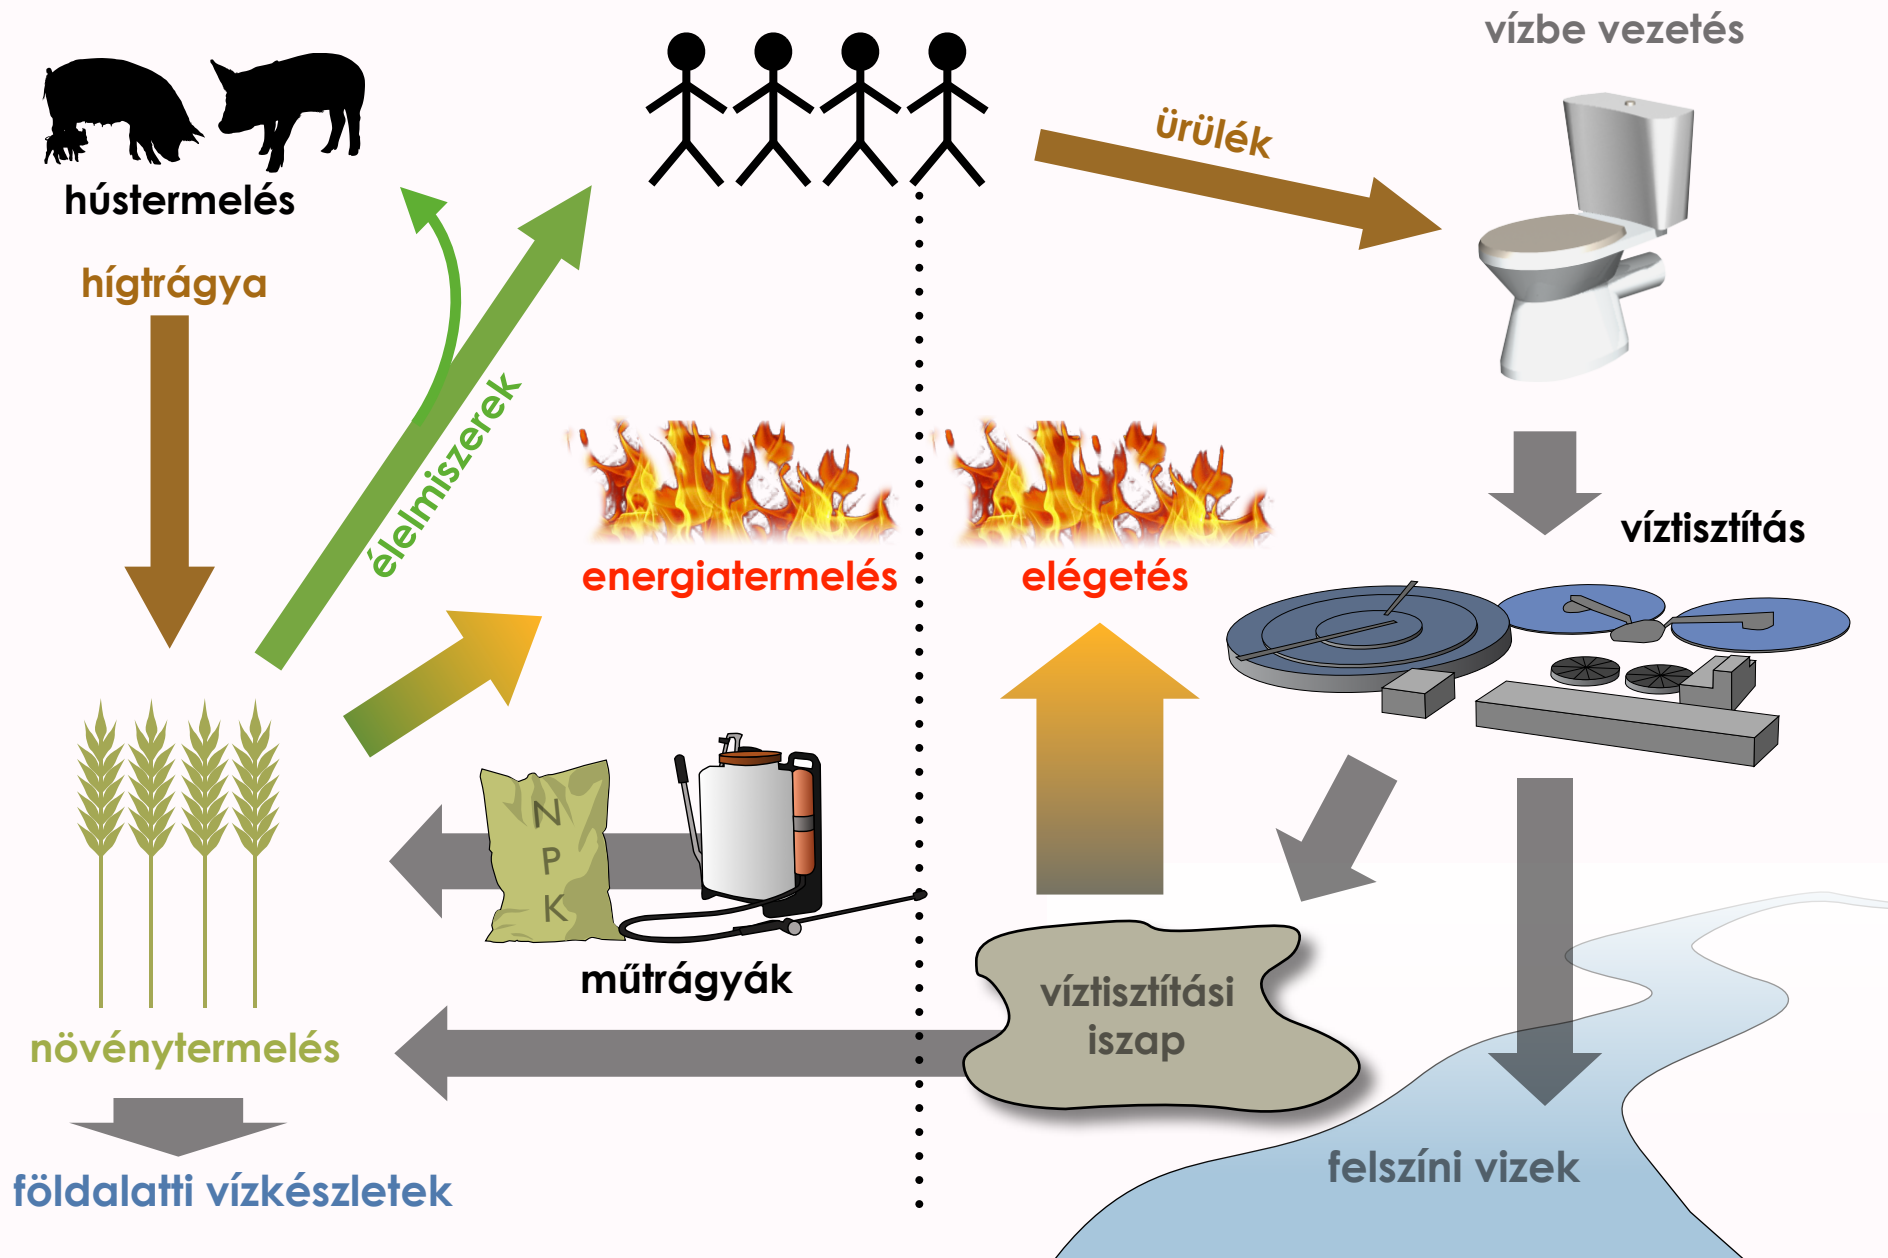 vízbe vezetés
ürülék
hústermelés
hígtrágya
élelmiszerek
energiatermelés
elégetés
víztisztítás
N
P
K
műtrágyák
víztisztítási
iszap
növénytermelés
felszíni vizek
földalatti vízkészletek